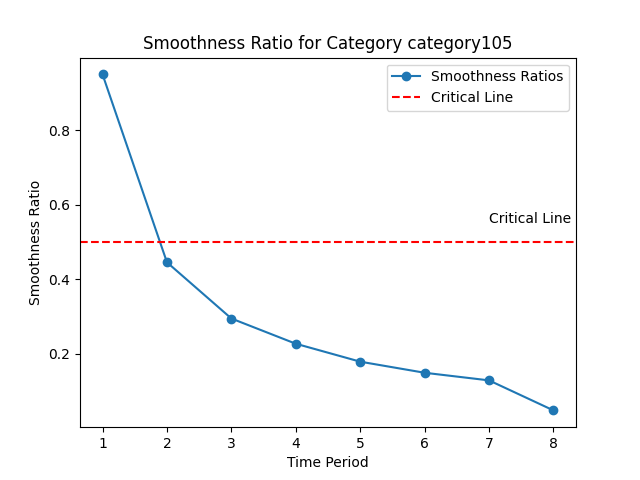 Smoothness Ratio for Category category105
Smoothness Ratios
Critical Line
Critical Line
Smoothness Ratio
0.8
0.6
0.4
0.2
1 2 3 4 5 6 7 8
Time Period